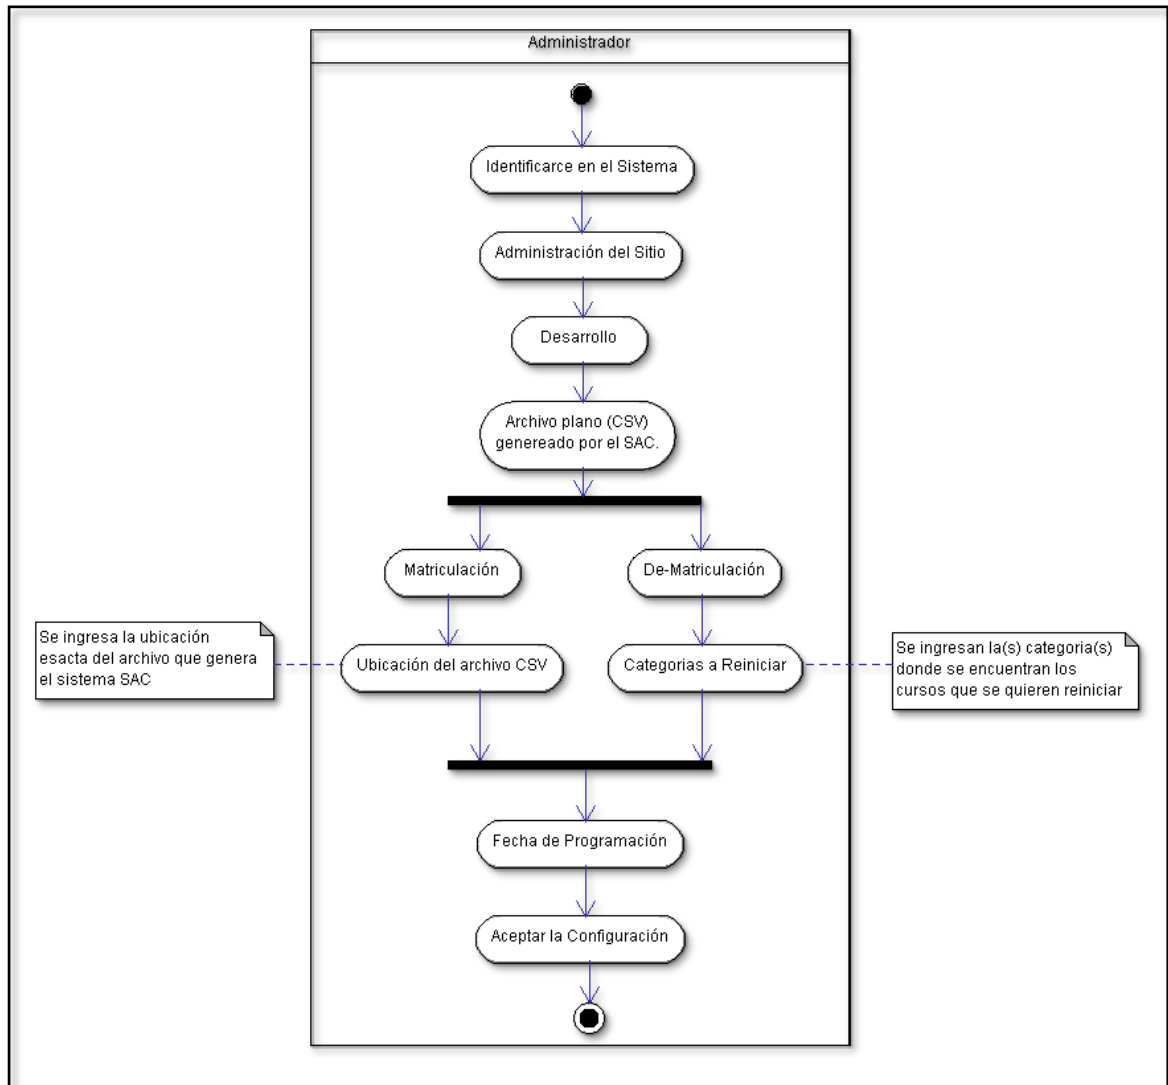 Administrador
Identificarce en el Sistema
Administración del Sitio
Desarrollo
Archivo plano (CSV)
genereado por el SAC.
Matriculación
De-Matriculación
Se ingresa la ubicación
esacta del archivo que genera
el sistema SAC
Ubicación del archivo CSV
Categorias a Reiniciar
Se ingresan la(s) categoria(s)
donde se encuentran los
cursos que se quieren reiniciar
Fecha de Programación
Aceptar la Configuración